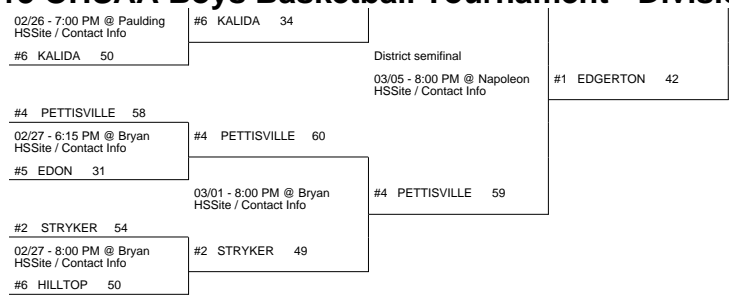 02/26 - 7:00 PM @ Paulding
HSSite / Contact Info
#6 KALIDA 34
#6 KALIDA 50
District semifinal
03/05 - 8:00 PM @ Napoleon
HSSite / Contact Info
#1 EDGERTON 42
#4 PETTISVILLE 58
02/27 - 6:15 PM @ Bryan
HSSite / Contact Info
#4 PETTISVILLE 60
#5 EDON 31
03/01 - 8:00 PM @ Bryan
HSSite / Contact Info
#4 PETTISVILLE 59
#2 STRYKER 54
02/27 - 8:00 PM @ Bryan
HSSite / Contact Info
#2 STRYKER 49
#6 HILLTOP 50